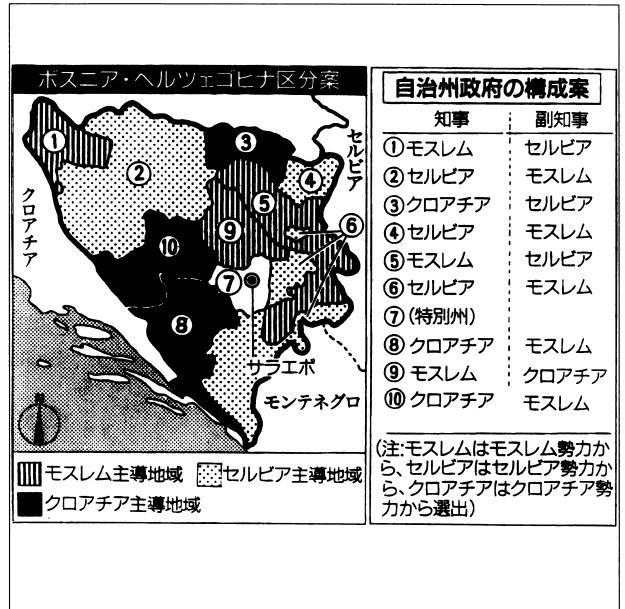 ボスニア・ヘルツェゴヒナ区分案
①
②
③
④
⑤
⑥
⑦
⑧
⑨
⑩
クロアチア
セルビア
サラエボ
モンテネグロ
北
モスレム主導地域
セルビア主導地域
クロアチア主導地域
自治州政府の構成案
知事 副知事
①モスレム セルビア
②セルビア モスレム
③クロアチア セルビア
④セルビア モスレム
⑤モスレム セルビア
⑥セルビア モスレム
⑦(特別州)
⑧クロアチア モスレム
⑨モスレム クロアチア
⑩クロアチア モスレム
(注:モスレムはモスレム勢力か
ら、セルビアはセルビア勢力か
ら、クロアチアはクロアチア勢
力から選出)